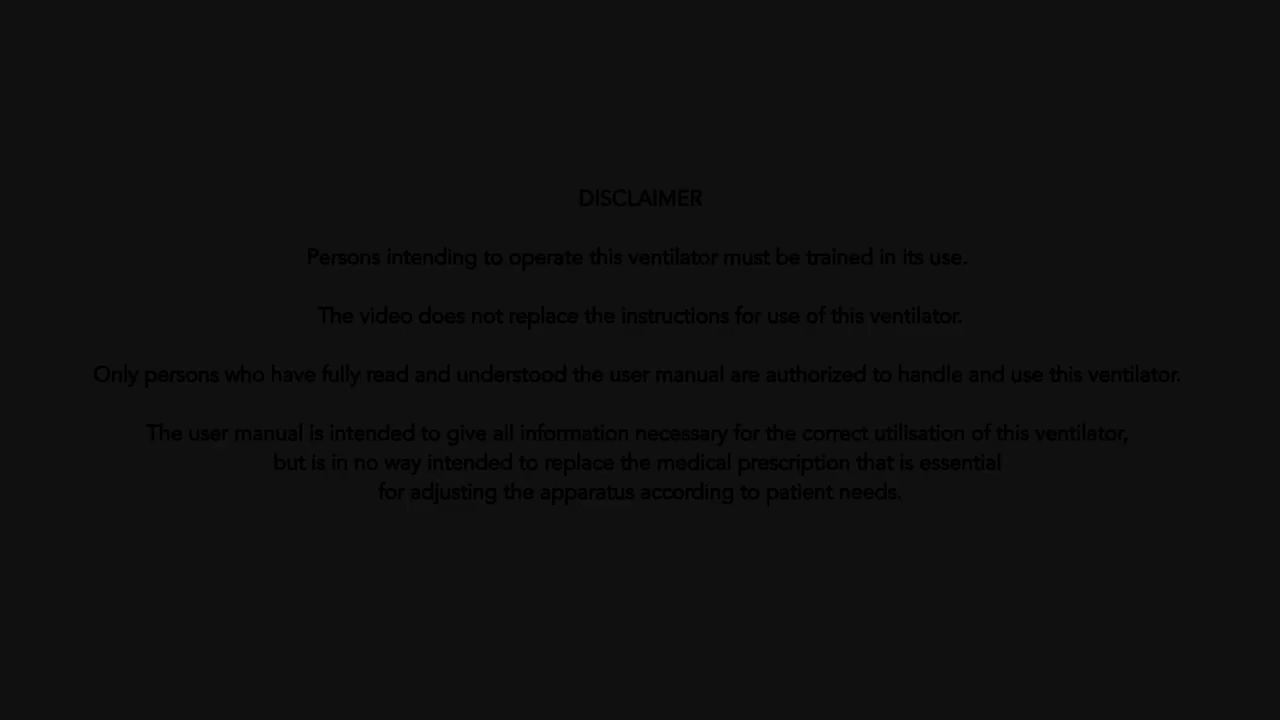 DISCLAIMER
Persons intending to operate this ventilator must be trained in its use.
The video does not replace the instructions for use of this ventilator.
Only persons who have fully read and understood the user manual are authorized to handle and use this ventilator.
The user manual is intended to give all information necessary for the correct utilisation of this ventilator,
but is in no way intended to replace the medical prescription that is essential
for adjusting the apparatus according to patient needs.